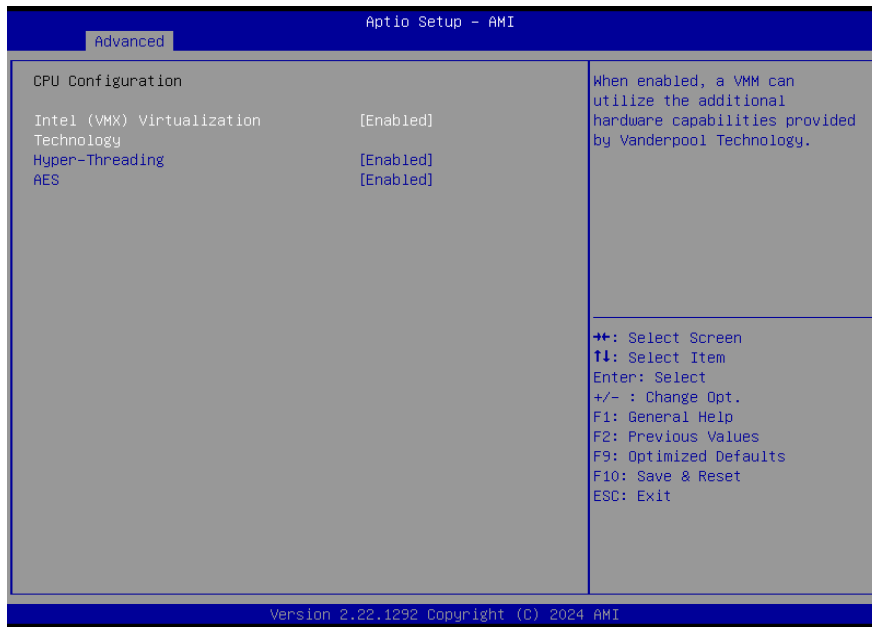 Aptio Setup - AMI
Advanced
CPU Configuration
Intel (VMX) Virtualization [Enabled]
Technology
Hyper-Threading [Enabled]
AES [Enabled]
When enabled, a VMM can
utilize the additional
hardware capabilities provided
by Vanderpool Technology.
→←: Select Screen
↑↓: Select Item
Enter: Select
+/- : Change Opt.
F1: General Help
F2: Previous Values
F9: Optimized Defaults
F10: Save & Reset
ESC: Exit
Version 2.22.1292 Copyright (C) 2024 AMI